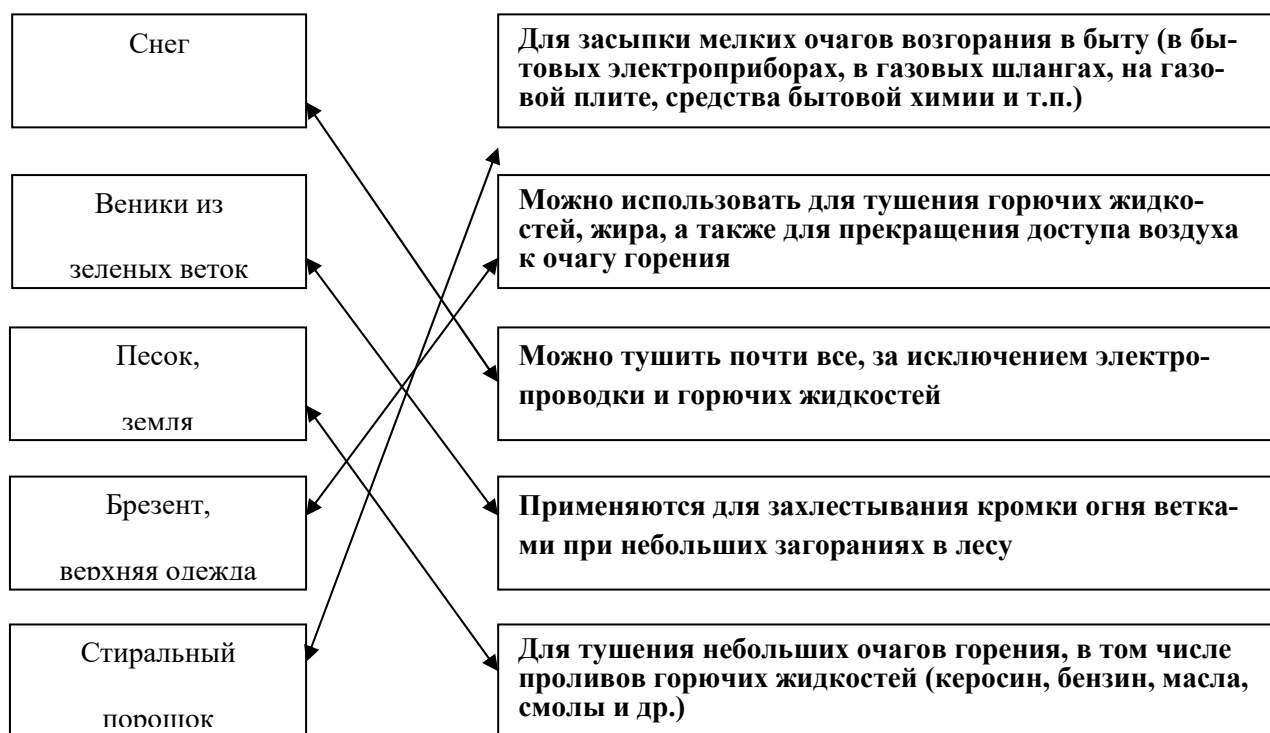 Снег
Для засыпки мелких очагов возгорания в быту (в бы-
товых электроприборах, в газовых шлангах, на газо-
вой плите, средства бытовой химии и т.п.)
Веники из
зеленых веток
Можно использовать для тушения горючих жидко-
стей, жира, а также для прекращения доступа воздуха
к очагу горения
Песок,
земля
Можно тушить почти все, за исключением электро-
проводки и горючих жидкостей
Брезент,
верхняя одежда
Применяются для захлестывания кромки огня ветка-
ми при небольших загораниях в лесу
Стиральный
порошок
Для тушения небольших очагов горения, в том числе
проливов горючих жидкостей (керосин, бензин, масла,
смолы и др.)